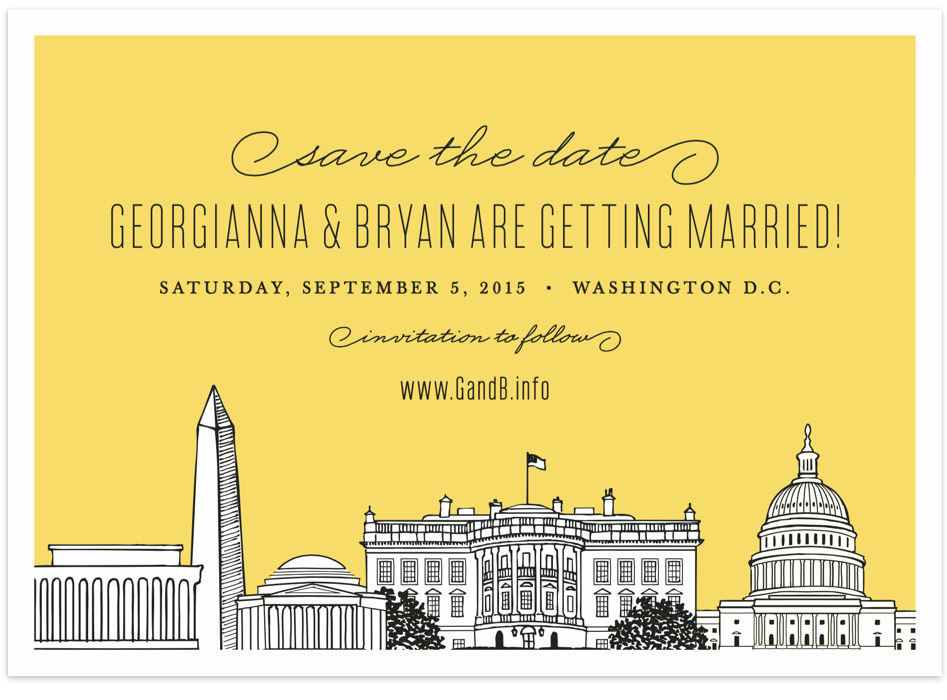 save the date
GEORGIANNA & BRYAN ARE GETTING MARRIED!
SATURDAY, SEPTEMBER 5, 2015 • WASHINGTON D.C.
invitation to follow
www.GandB.info